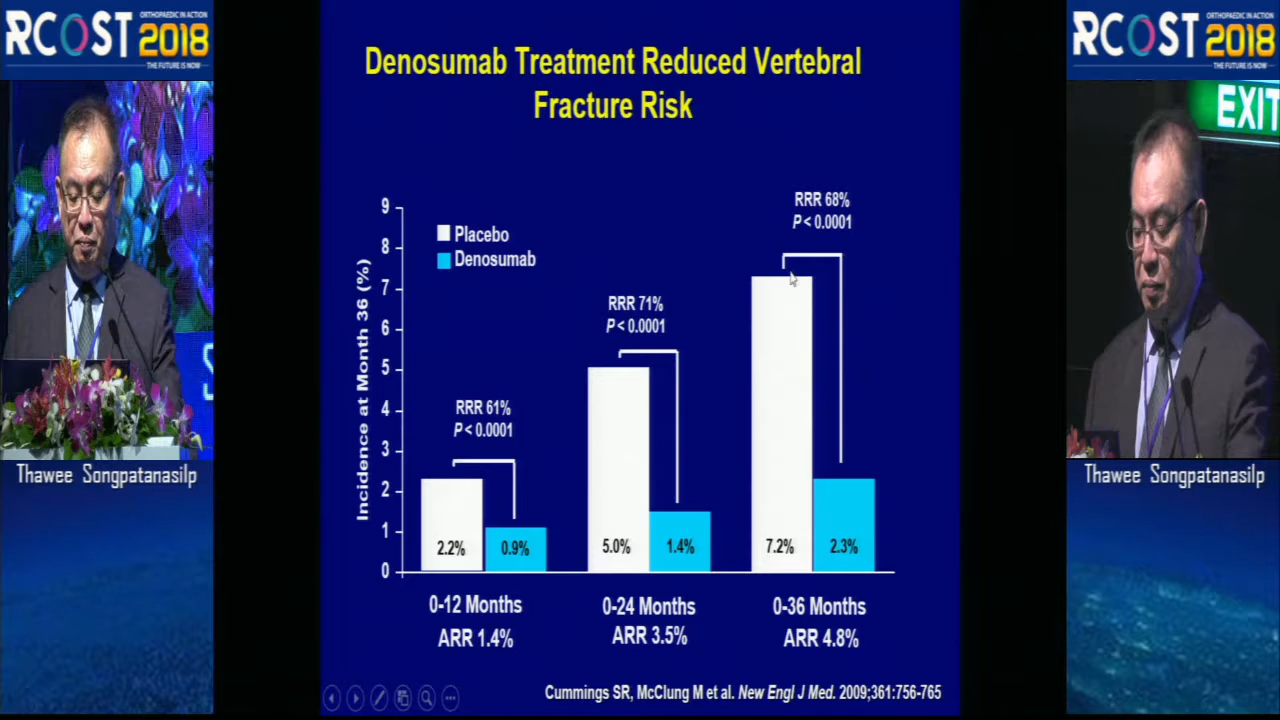 ORTHOPAEDIC IN ACTION
RCOST 2018
THE FUTURE IS NOW
Thawee Songpatanasilp
Denosumab Treatment Reduced Vertebral
Fracture Risk
Incidence at Month 36 (%)
9
8
7
6
5
4
3
2
1
0
Placebo
Denosumab
RRR 61%
P < 0.0001
RRR 71%
P < 0.0001
RRR 68%
P < 0.0001
2.2%
0.9%
5.0%
1.4%
7.2%
2.3%
0-12 Months
ARR 1.4%
0-24 Months
ARR 3.5%
0-36 Months
ARR 4.8%
Cummings SR, McClung M et al. New Engl J Med. 2009;361:756-765
ORTHOPAEDIC IN ACTION
RCOST 2018
THE FUTURE IS NOW
EXIT
Thawee Songpatanasilp